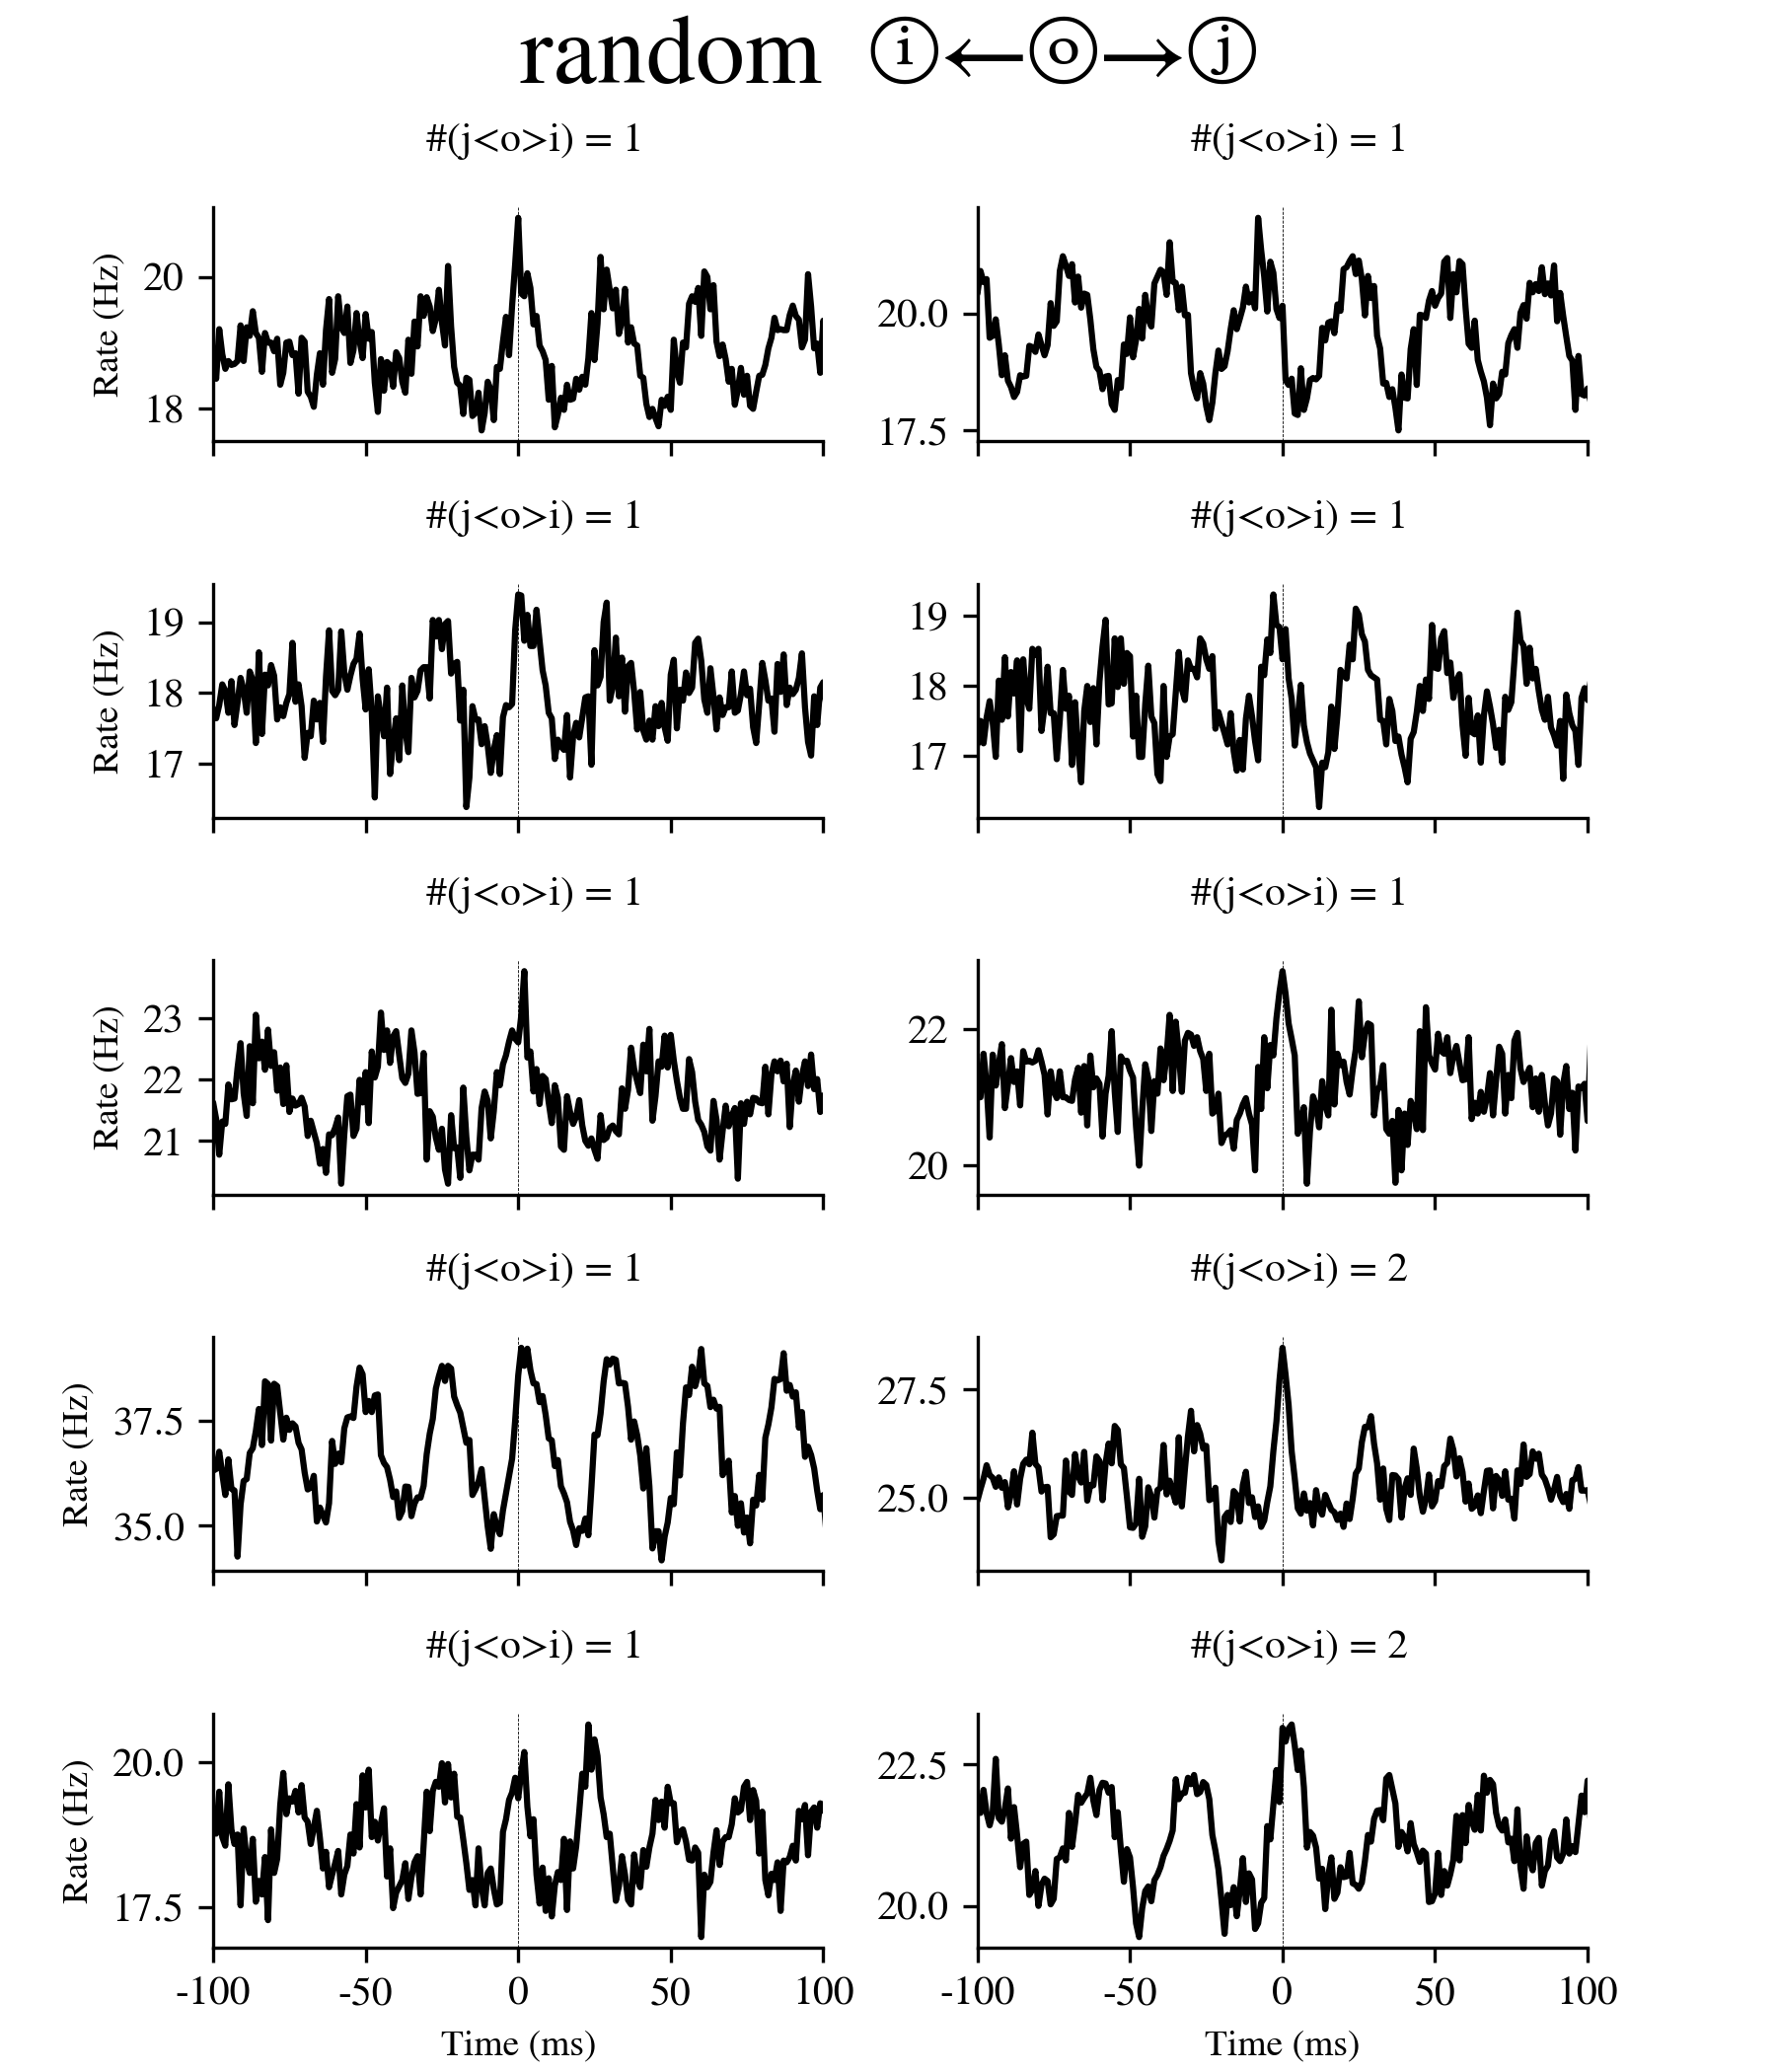 random i o j
#(j<o>i) = 1
#(j<o>i) = 1
Rate (Hz)
20
18
20.0
17.5
#(j<o>i) = 1
#(j<o>i) = 1
Rate (Hz)
19
18
17
19
18
17
#(j<o>i) = 1
#(j<o>i) = 1
Rate (Hz)
23
22
21
22
20
#(j<o>i) = 1
#(j<o>i) = 2
Rate (Hz)
37.5
35.0
27.5
25.0
#(j<o>i) = 1
#(j<o>i) = 2
Rate (Hz)
20.0
17.5
22.5
20.0
-100 -50 0 50 100
-100 -50 0 50 100
Time (ms)
Time (ms)